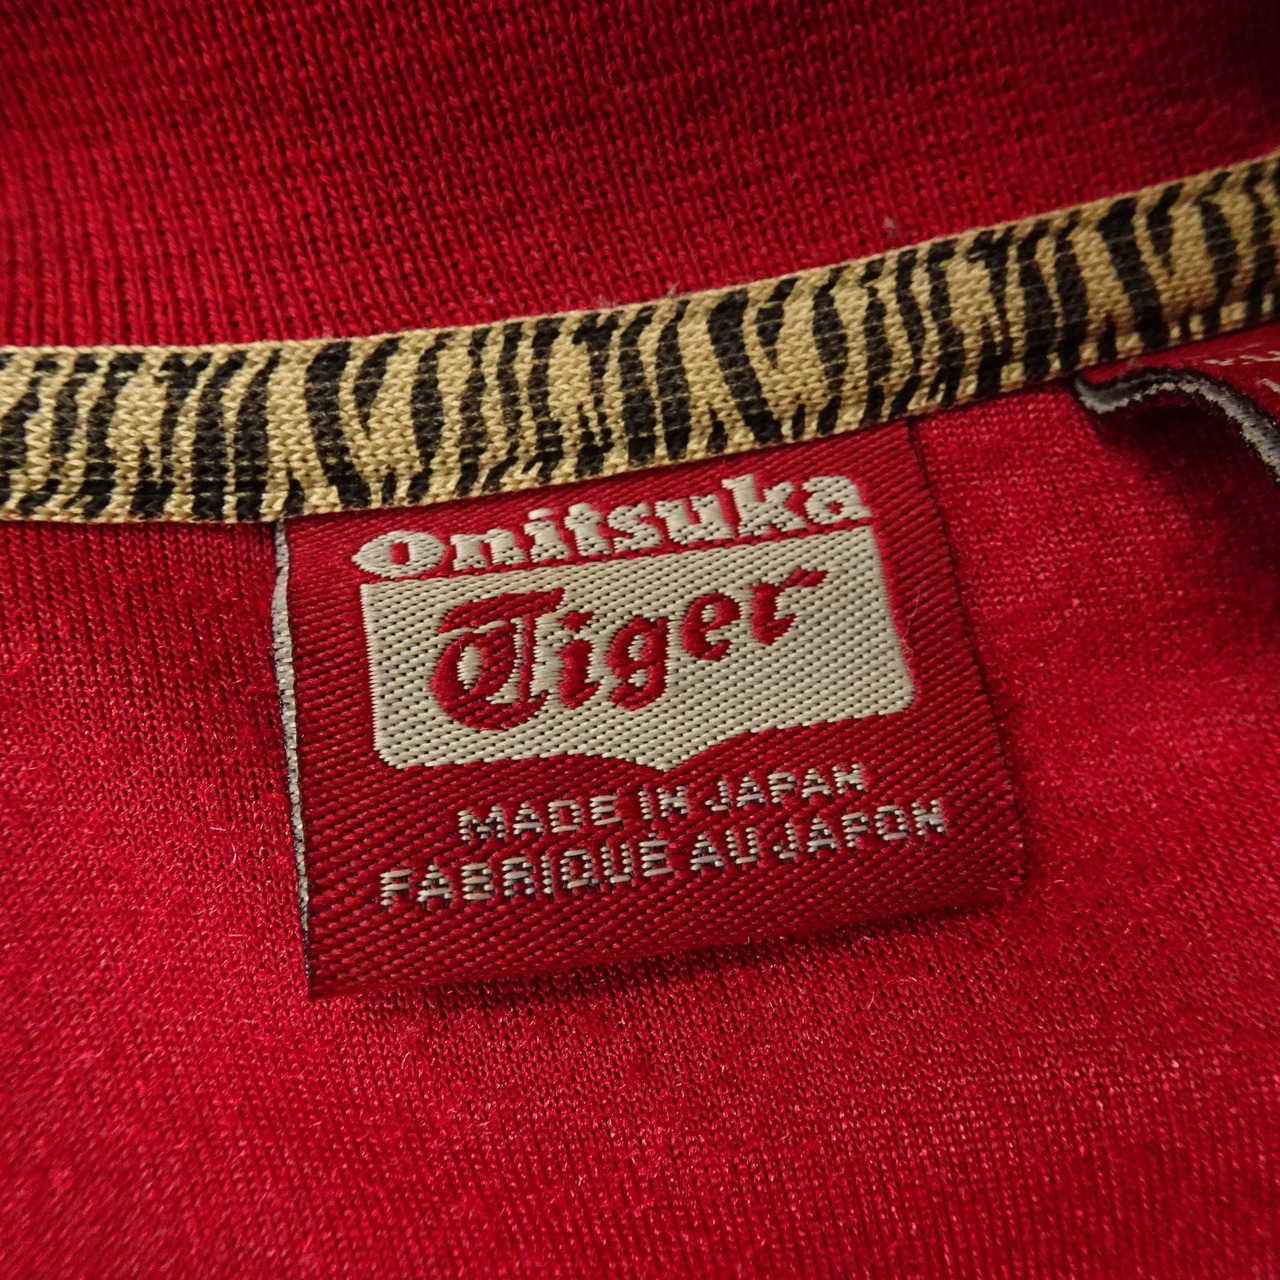 Onitsuka
Tiger
MADE IN JAPAN
FABRIQUÉ AU JAPON